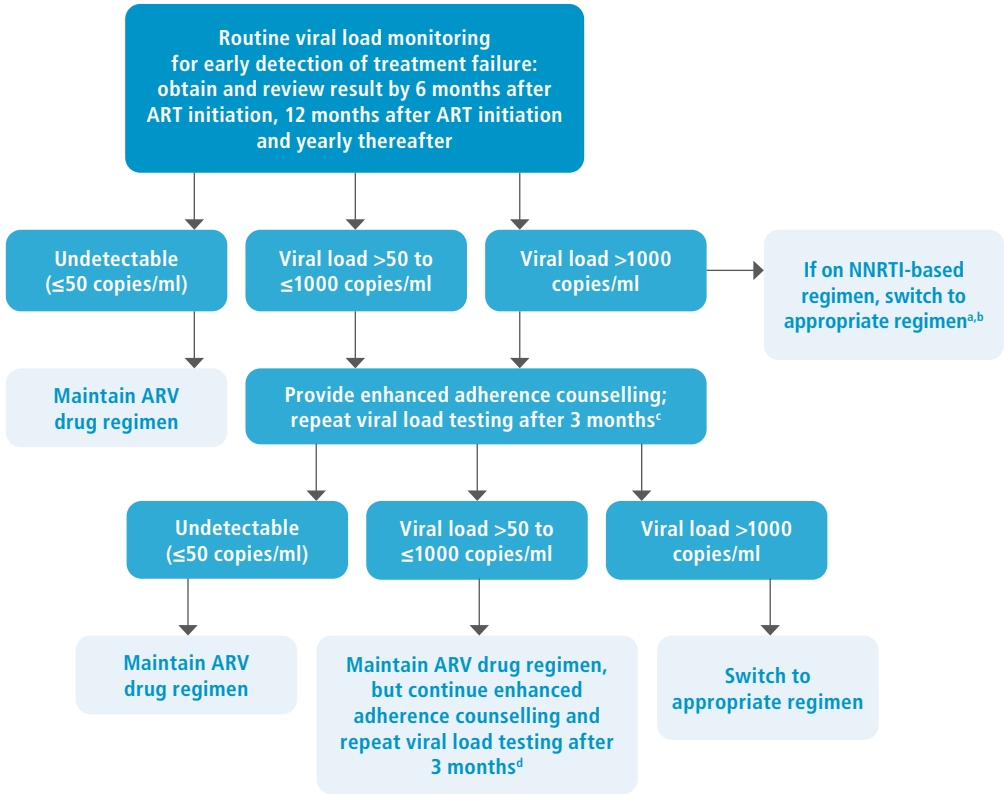 Routine viral load monitoring
for early detection of treatment failure:
obtain and review result by 6 months after
ART initiation, 12 months after ART initiation
and yearly thereafter
Undetectable
(≤50 copies/ml)
Viral load >50 to
≤1000 copies/ml
Viral load >1000
copies/ml
If on NNRTI-based
regimen, switch to
appropriate regimenᵃ,ᵇ
Maintain ARV
drug regimen
Provide enhanced adherence counselling;
repeat viral load testing after 3 monthsᶜ
Undetectable
(≤50 copies/ml)
Viral load >50 to
≤1000 copies/ml
Viral load >1000
copies/ml
Maintain ARV
drug regimen
Maintain ARV drug regimen,
but continue enhanced
adherence counselling and
repeat viral load testing after
3 monthsᵈ
Switch to
appropriate regimen